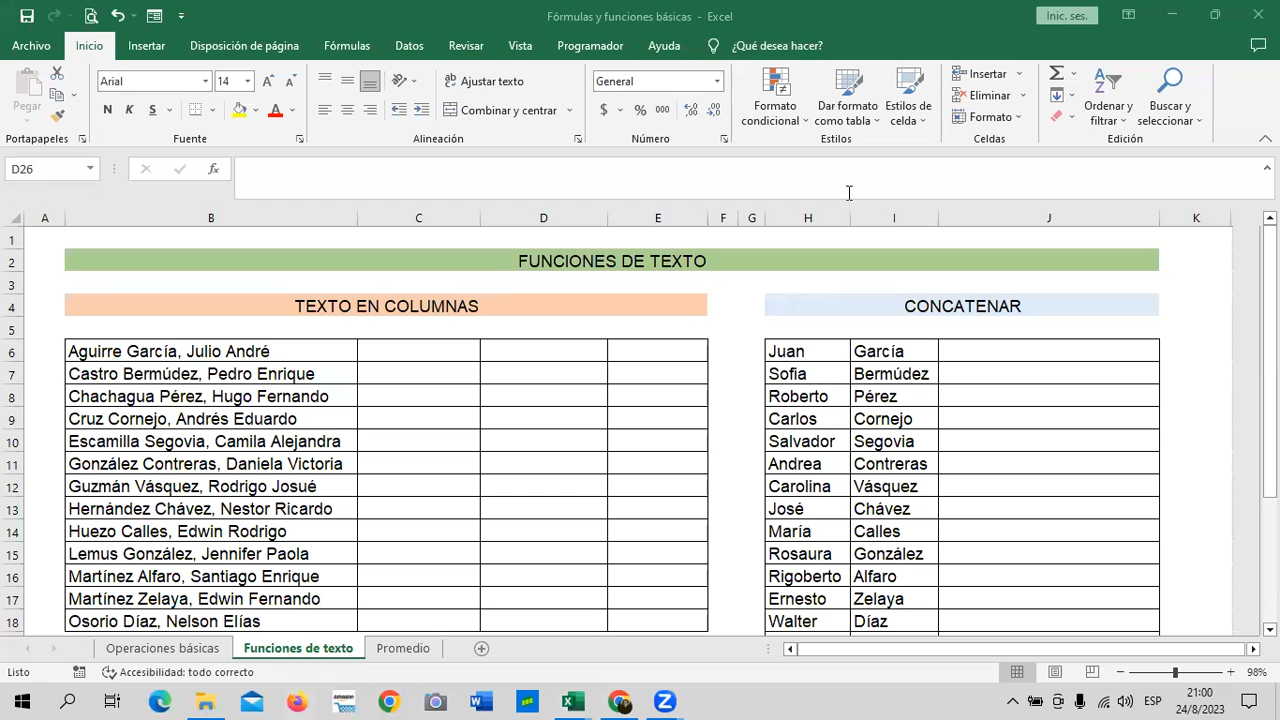 Fórmulas y funciones básicas - Excel
Inic. ses.
Archivo Inicio Insertar Disposición de página Fórmulas Datos Revisar Vista Programador Ayuda ¿Qué desea hacer?
Pegar
Arial 14
N K S
Ajustar texto
Combinar y centrar
General
$ % 000
Formato condicional
Dar formato como tabla
Estilos de celda
Insertar
Eliminar
Formato
Ordenar y filtrar
Buscar y seleccionar
Portapapeles Fuente Alineación Número Estilos Celdas Edición
D26 fx
A B C D E F G H I J K
1
2 FUNCIONES DE TEXTO
3
4 TEXTO EN COLUMNAS CONCATENAR
5
6 Aguirre García, Julio André Juan García
7 Castro Bermúdez, Pedro Enrique Sofia Bermúdez
8 Chachagua Pérez, Hugo Fernando Roberto Pérez
9 Cruz Cornejo, Andrés Eduardo Carlos Cornejo
10 Escamilla Segovia, Camila Alejandra Salvador Segovia
11 González Contreras, Daniela Victoria Andrea Contreras
12 Guzmán Vásquez, Rodrigo Josué Carolina Vásquez
13 Hernández Chávez, Nestor Ricardo José Chávez
14 Huezo Calles, Edwin Rodrigo María Calles
15 Lemus González, Jennifer Paola Rosaura González
16 Martínez Alfaro, Santiago Enrique Rigoberto Alfaro
17 Martínez Zelaya, Edwin Fernando Ernesto Zelaya
18 Osorio Díaz, Nelson Elías Walter Díaz
Operaciones básicas Funciones de texto Promedio
Listo Accesibilidad: todo correcto 98%
ESP 21:00
24/8/2023